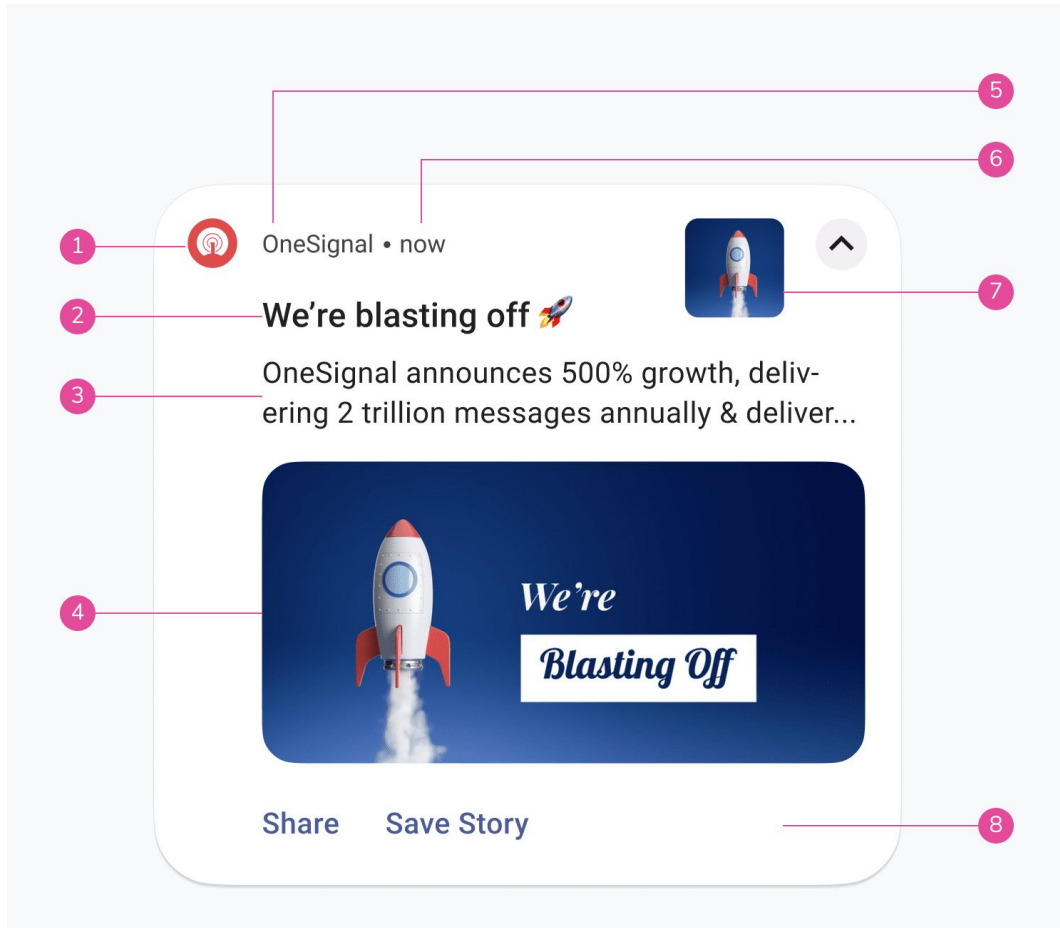 5
6
1
OneSignal • now
7
2
We’re blasting off 🚀
3
OneSignal announces 500% growth, deliv-
ering 2 trillion messages annually & deliver...
4
We’re
Blasting Off
Share Save Story
8